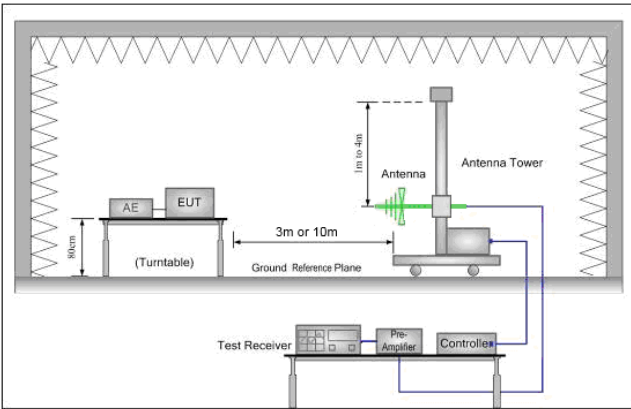 1m to 4m
Antenna
Antenna Tower
AE
EUT
80cm
3m or 10m
(Turntable)
Ground Reference Plane
Test Receiver
Pre-
Amplifier
Controller